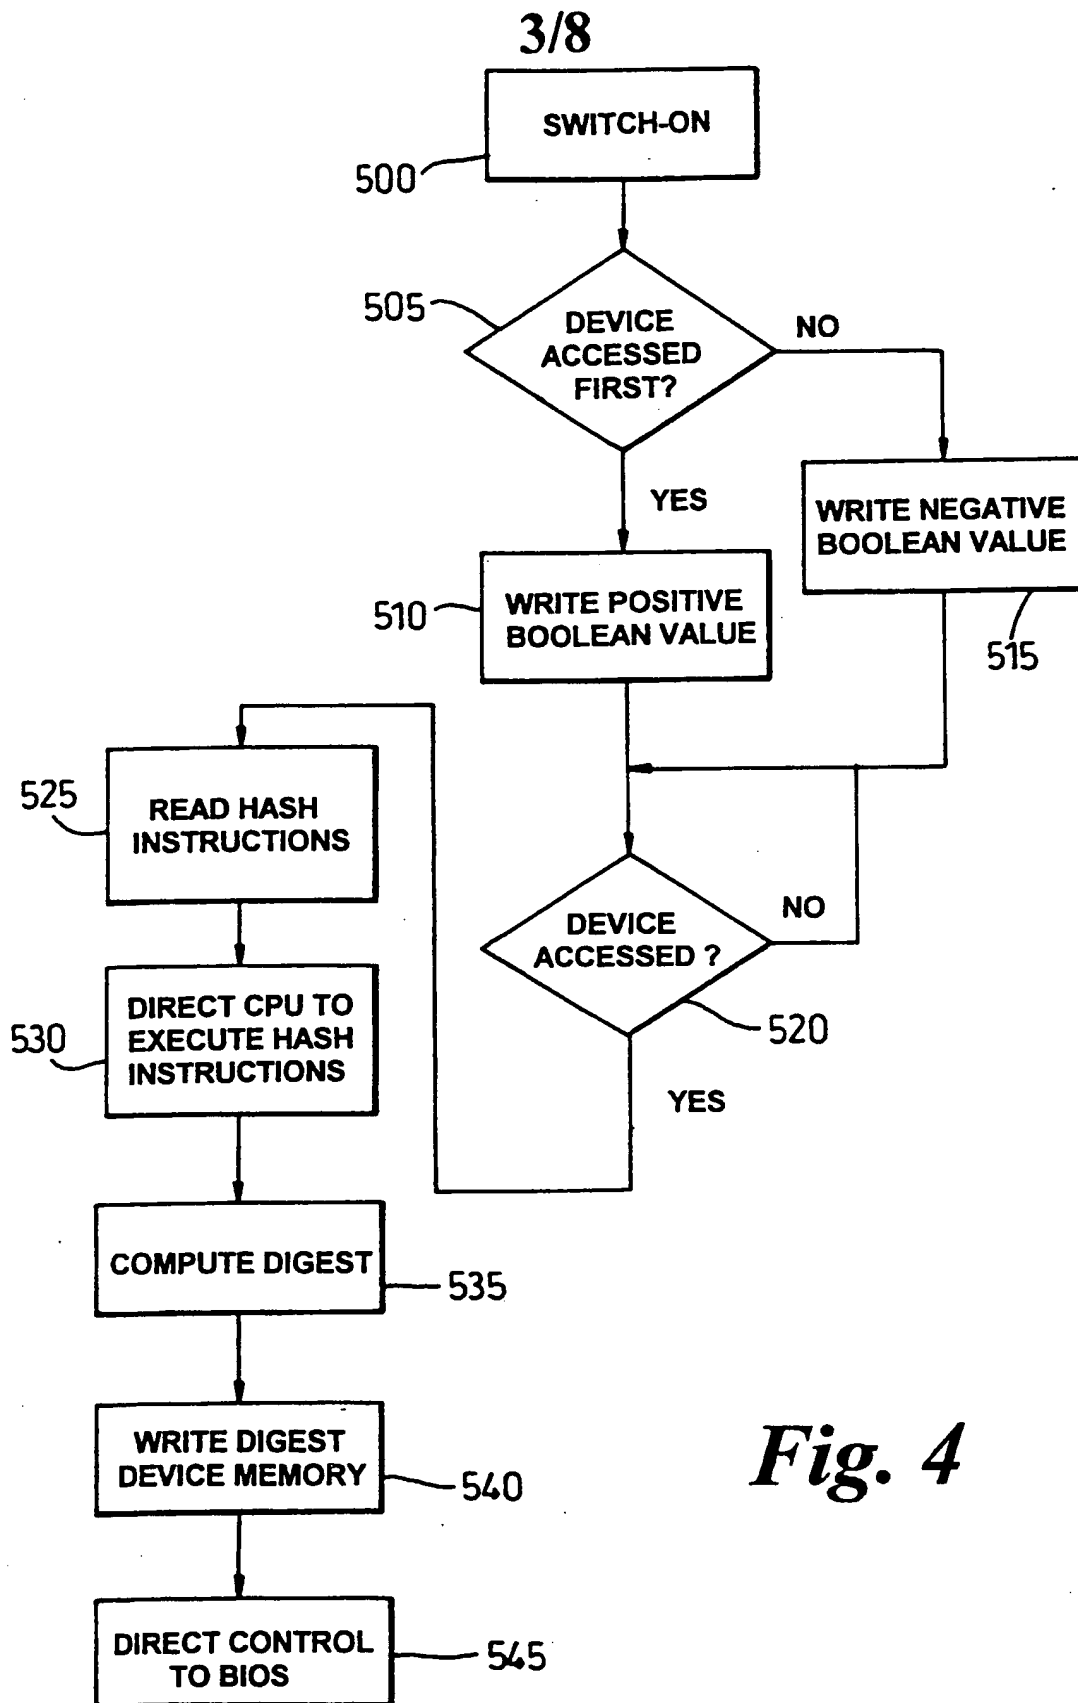 3/8
SWITCH-ON
500
505
DEVICE
ACCESSED
FIRST?
NO
YES
WRITE NEGATIVE
BOOLEAN VALUE
515
510
WRITE POSITIVE
BOOLEAN VALUE
525
READ HASH
INSTRUCTIONS
DEVICE
ACCESSED ?
NO
520
YES
530
DIRECT CPU TO
EXECUTE HASH
INSTRUCTIONS
COMPUTE DIGEST
535
WRITE DIGEST
DEVICE MEMORY
540
Fig. 4
DIRECT CONTROL
TO BIOS
545